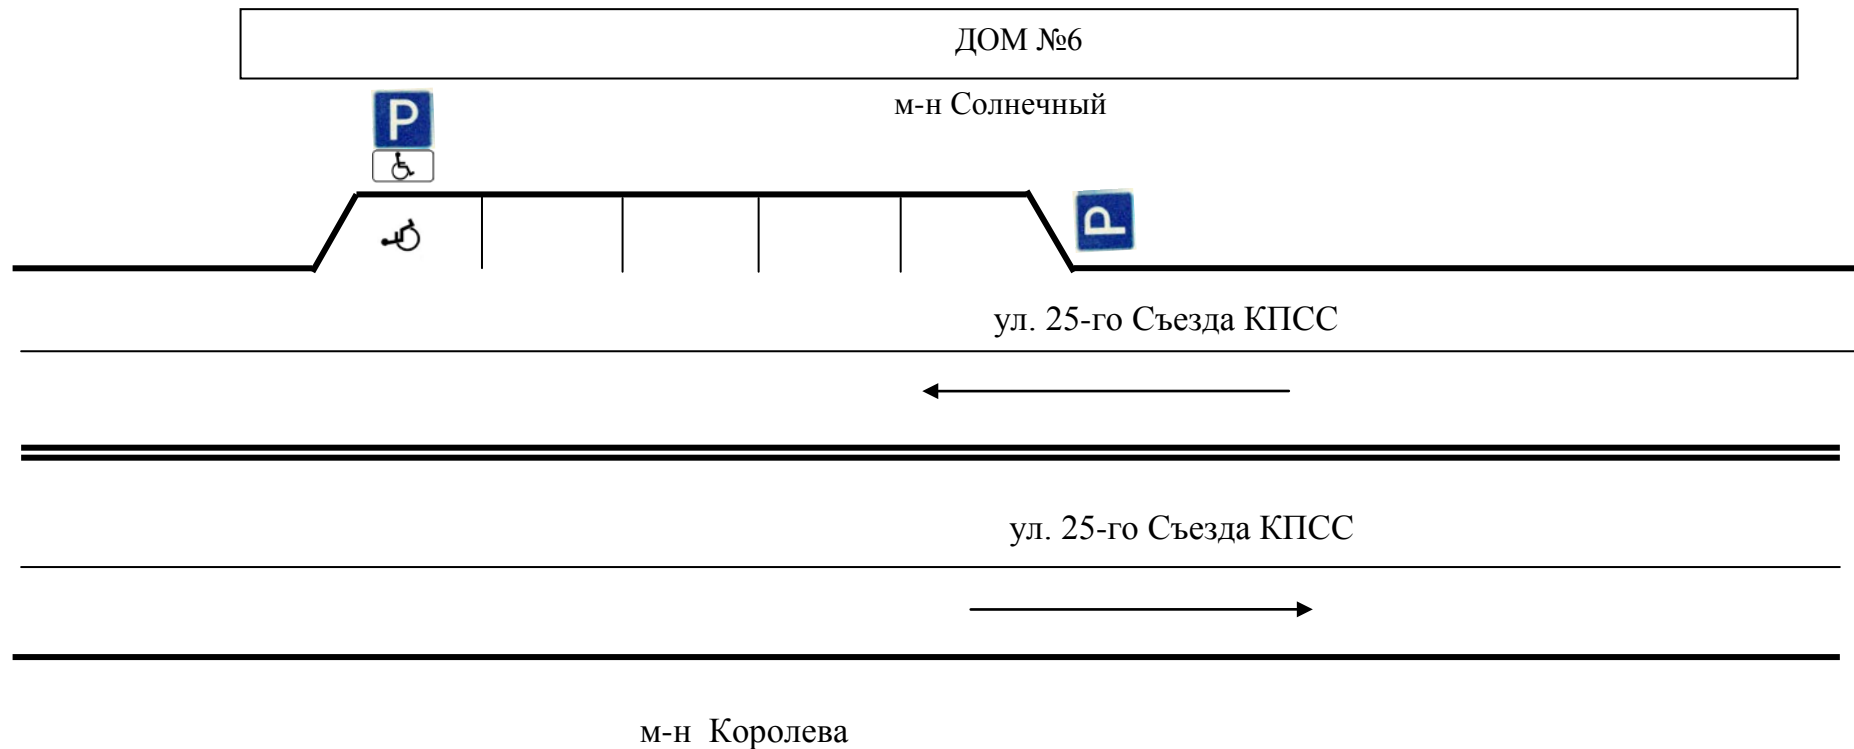 ДОМ №6
м-н Солнечный
P
P
ул. 25-го Съезда КПСС
ул. 25-го Съезда КПСС
м-н Королева